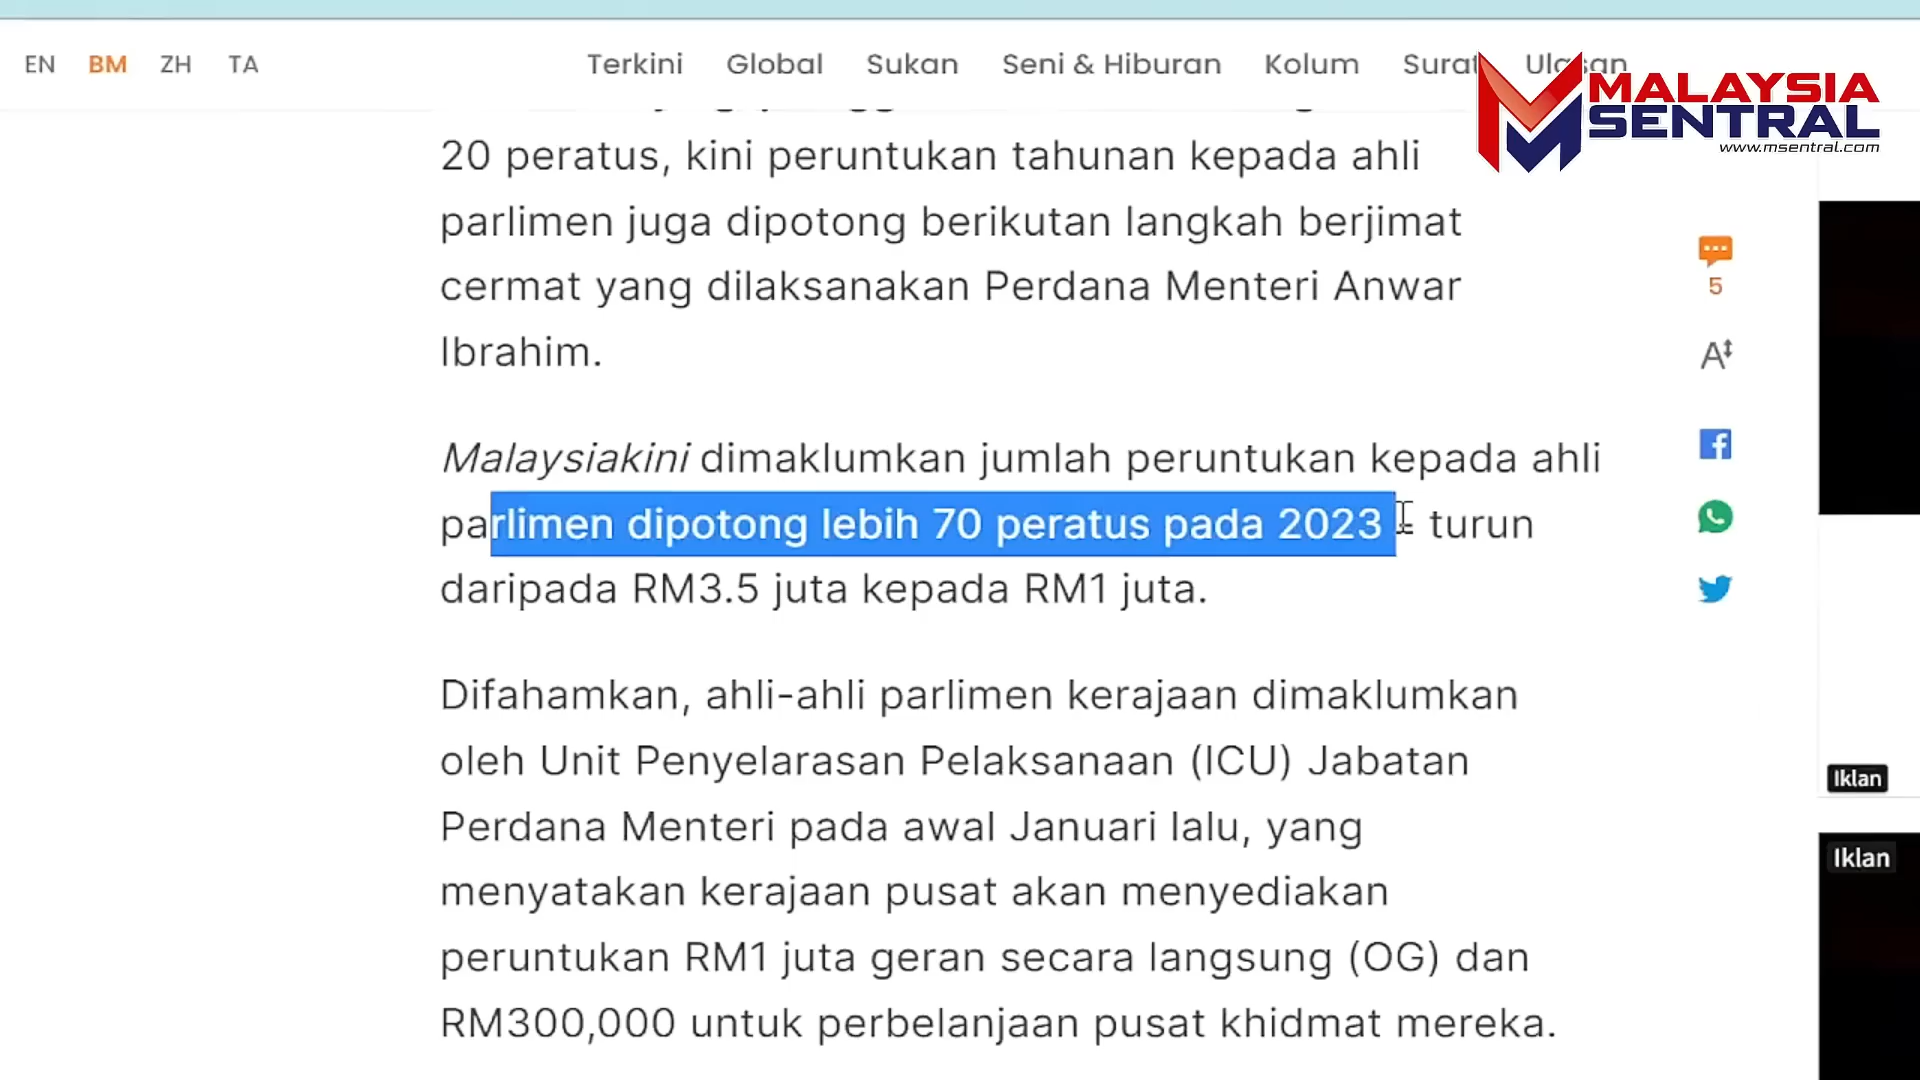 EN BM ZH TA Terkini Global Sukan Seni & Hiburan Kolum Surat Ulasan
MALAYSIA
SENTRAL
www.msentral.com
20 peratus, kini peruntukan tahunan kepada ahli
parlimen juga dipotong berikutan langkah berjimat
cermat yang dilaksanakan Perdana Menteri Anwar
Ibrahim.
Malaysiakini dimaklumkan jumlah peruntukan kepada ahli
parlimen dipotong lebih 70 peratus pada 2023 - turun
daripada RM3.5 juta kepada RM1 juta.
Difahamkan, ahli-ahli parlimen kerajaan dimaklumkan
oleh Unit Penyelarasan Pelaksanaan (ICU) Jabatan
Perdana Menteri pada awal Januari lalu, yang
menyatakan kerajaan pusat akan menyediakan
peruntukan RM1 juta geran secara langsung (OG) dan
RM300,000 untuk perbelanjaan pusat khidmat mereka.
5
A
Iklan
Iklan